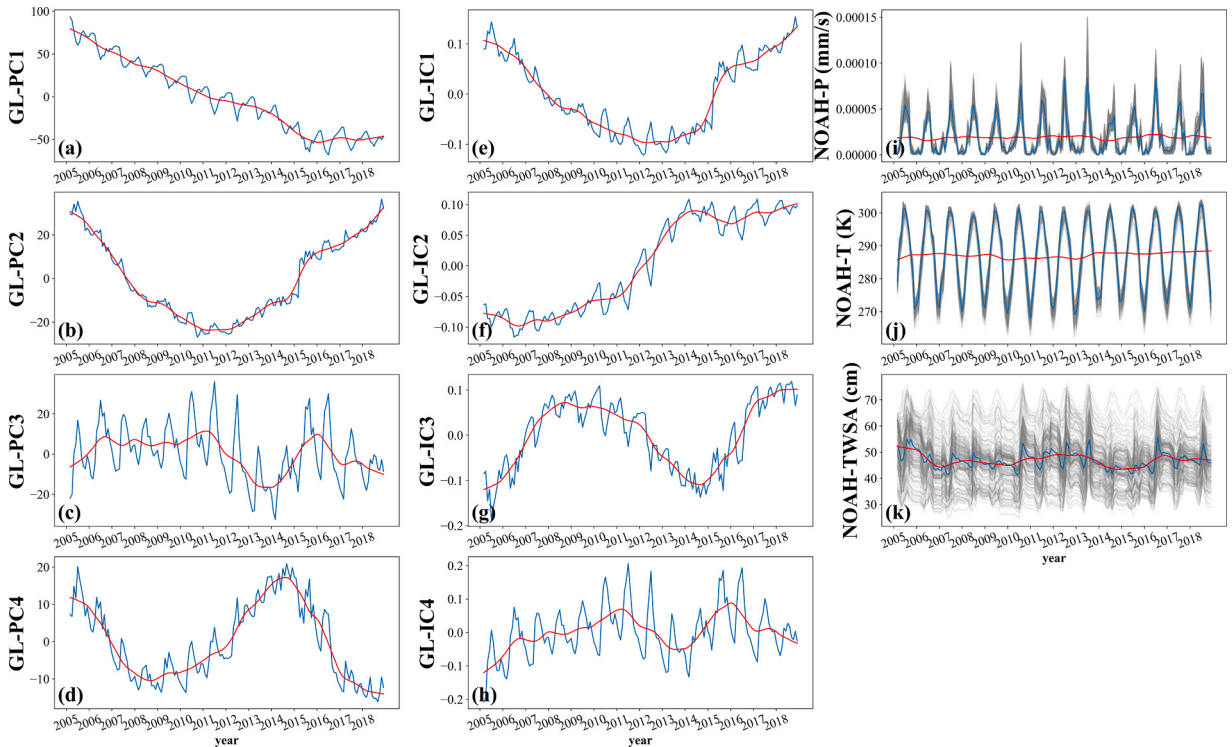 GL-PC1
100
50
0
−50
(a)
2005 2006 2007 2008 2009 2010 2011 2012 2013 2014 2015 2016 2017 2018
GL-PC2
20
0
−20
(b)
2005 2006 2007 2008 2009 2010 2011 2012 2013 2014 2015 2016 2017 2018
GL-PC3
20
0
−20
(c)
2005 2006 2007 2008 2009 2010 2011 2012 2013 2014 2015 2016 2017 2018
GL-PC4
20
10
0
−10
(d)
2005 2006 2007 2008 2009 2010 2011 2012 2013 2014 2015 2016 2017 2018
year
GL-IC1
0.1
0.0
−0.1
(e)
2005 2006 2007 2008 2009 2010 2011 2012 2013 2014 2015 2016 2017 2018
GL-IC2
0.10
0.05
0.00
−0.05
−0.10
(f)
2005 2006 2007 2008 2009 2010 2011 2012 2013 2014 2015 2016 2017 2018
GL-IC3
0.1
0.0
−0.1
−0.2
(g)
2005 2006 2007 2008 2009 2010 2011 2012 2013 2014 2015 2016 2017 2018
GL-IC4
0.2
0.1
0.0
−0.1
−0.2
(h)
2005 2006 2007 2008 2009 2010 2011 2012 2013 2014 2015 2016 2017 2018
year
NOAH-P (mm/s)
0.00015
0.00010
0.00005
0.00000
(i)
2005 2006 2007 2008 2009 2010 2011 2012 2013 2014 2015 2016 2017 2018
NOAH-T (K)
300
290
280
270
(j)
2005 2006 2007 2008 2009 2010 2011 2012 2013 2014 2015 2016 2017 2018
NOAH-TWSA (cm)
70
60
50
40
30
(k)
2005 2006 2007 2008 2009 2010 2011 2012 2013 2014 2015 2016 2017 2018
year